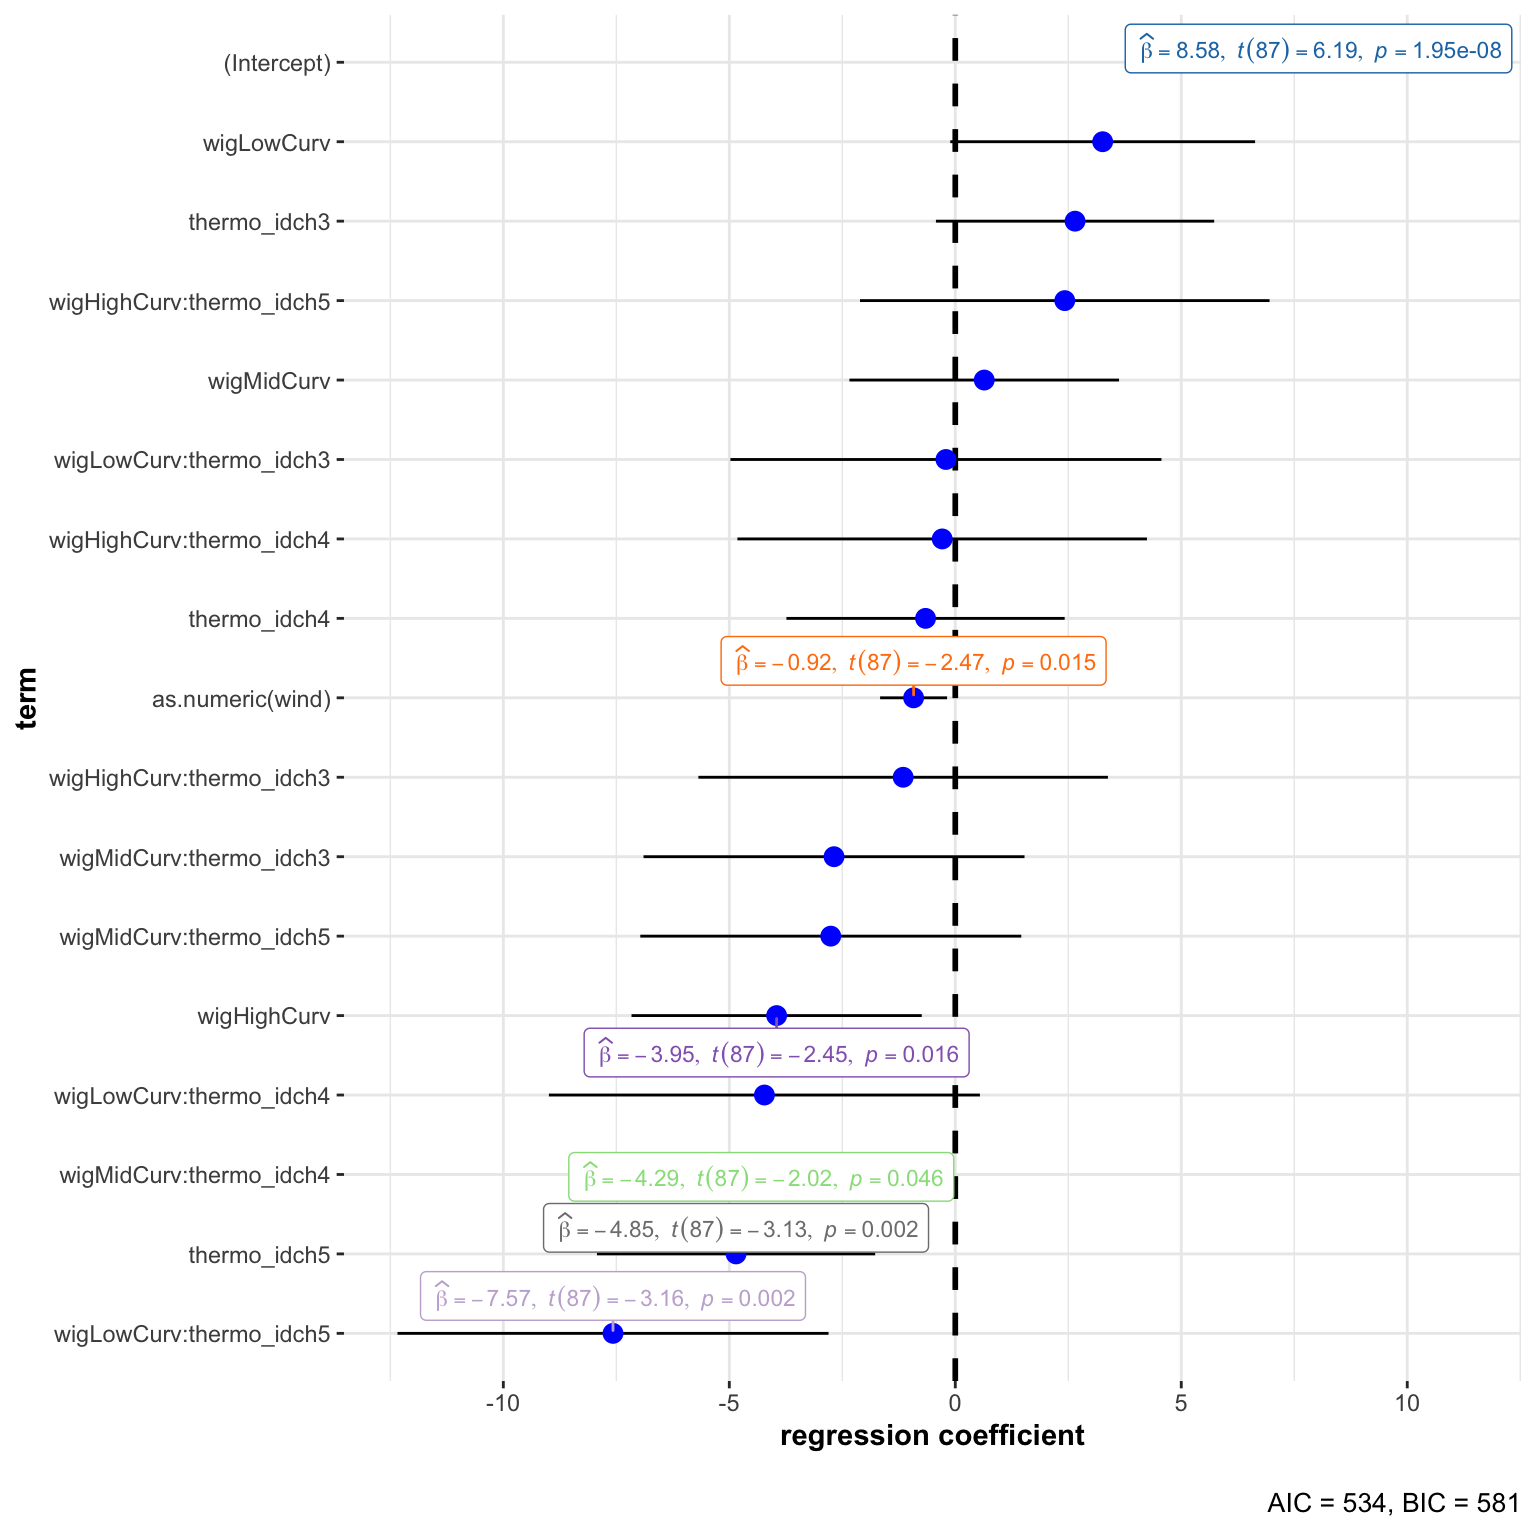 (Intercept)
β̂ = 8.58, t(87) = 6.19, p = 1.95e-08
wigLowCurv
thermo_idch3
wigHighCurv:thermo_idch5
wigMidCurv
wigLowCurv:thermo_idch3
wigHighCurv:thermo_idch4
thermo_idch4
β̂ = −0.92, t(87) = −2.47, p = 0.015
as.numeric(wind)
wigHighCurv:thermo_idch3
wigMidCurv:thermo_idch3
wigMidCurv:thermo_idch5
wigHighCurv
β̂ = −3.95, t(87) = −2.45, p = 0.016
wigLowCurv:thermo_idch4
wigMidCurv:thermo_idch4
β̂ = −4.29, t(87) = −2.02, p = 0.046
β̂ = −4.85, t(87) = −3.13, p = 0.002
thermo_idch5
β̂ = −7.57, t(87) = −3.16, p = 0.002
wigLowCurv:thermo_idch5
term
-10 -5 0 5 10
regression coefficient
AIC = 534, BIC = 581